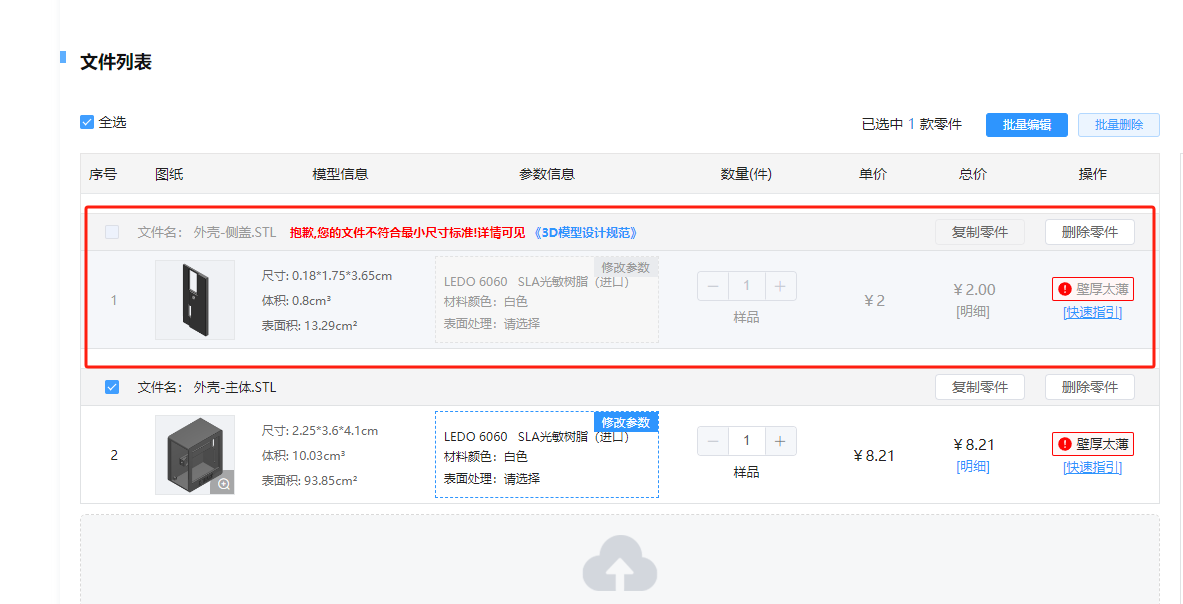 文件列表
全选
已选中 1 款零件 批量编辑 批量删除
序号 图纸 模型信息 参数信息 数量(件) 单价 总价 操作
文件名: 外壳-侧盖.STL 抱歉,您的文件不符合最小尺寸标准!详情可见 《3D模型设计规范》 复制零件 删除零件
1
尺寸: 0.18*1.75*3.65cm
体积: 0.8cm³
表面积: 13.29cm²
修改参数
LEDO 6060 SLA光敏树脂（进口）
材料颜色：白色
表面处理：请选择
− 1 +
样品
¥ 2
¥ 2.00
[明细]
壁厚太薄
[快速指引]
文件名: 外壳-主体.STL 复制零件 删除零件
2
尺寸: 2.25*3.6*4.1cm
体积: 10.03cm³
表面积: 93.85cm²
修改参数
LEDO 6060 SLA光敏树脂（进口）
材料颜色：白色
表面处理：请选择
− 1 +
样品
¥ 8.21
¥ 8.21
[明细]
壁厚太薄
[快速指引]